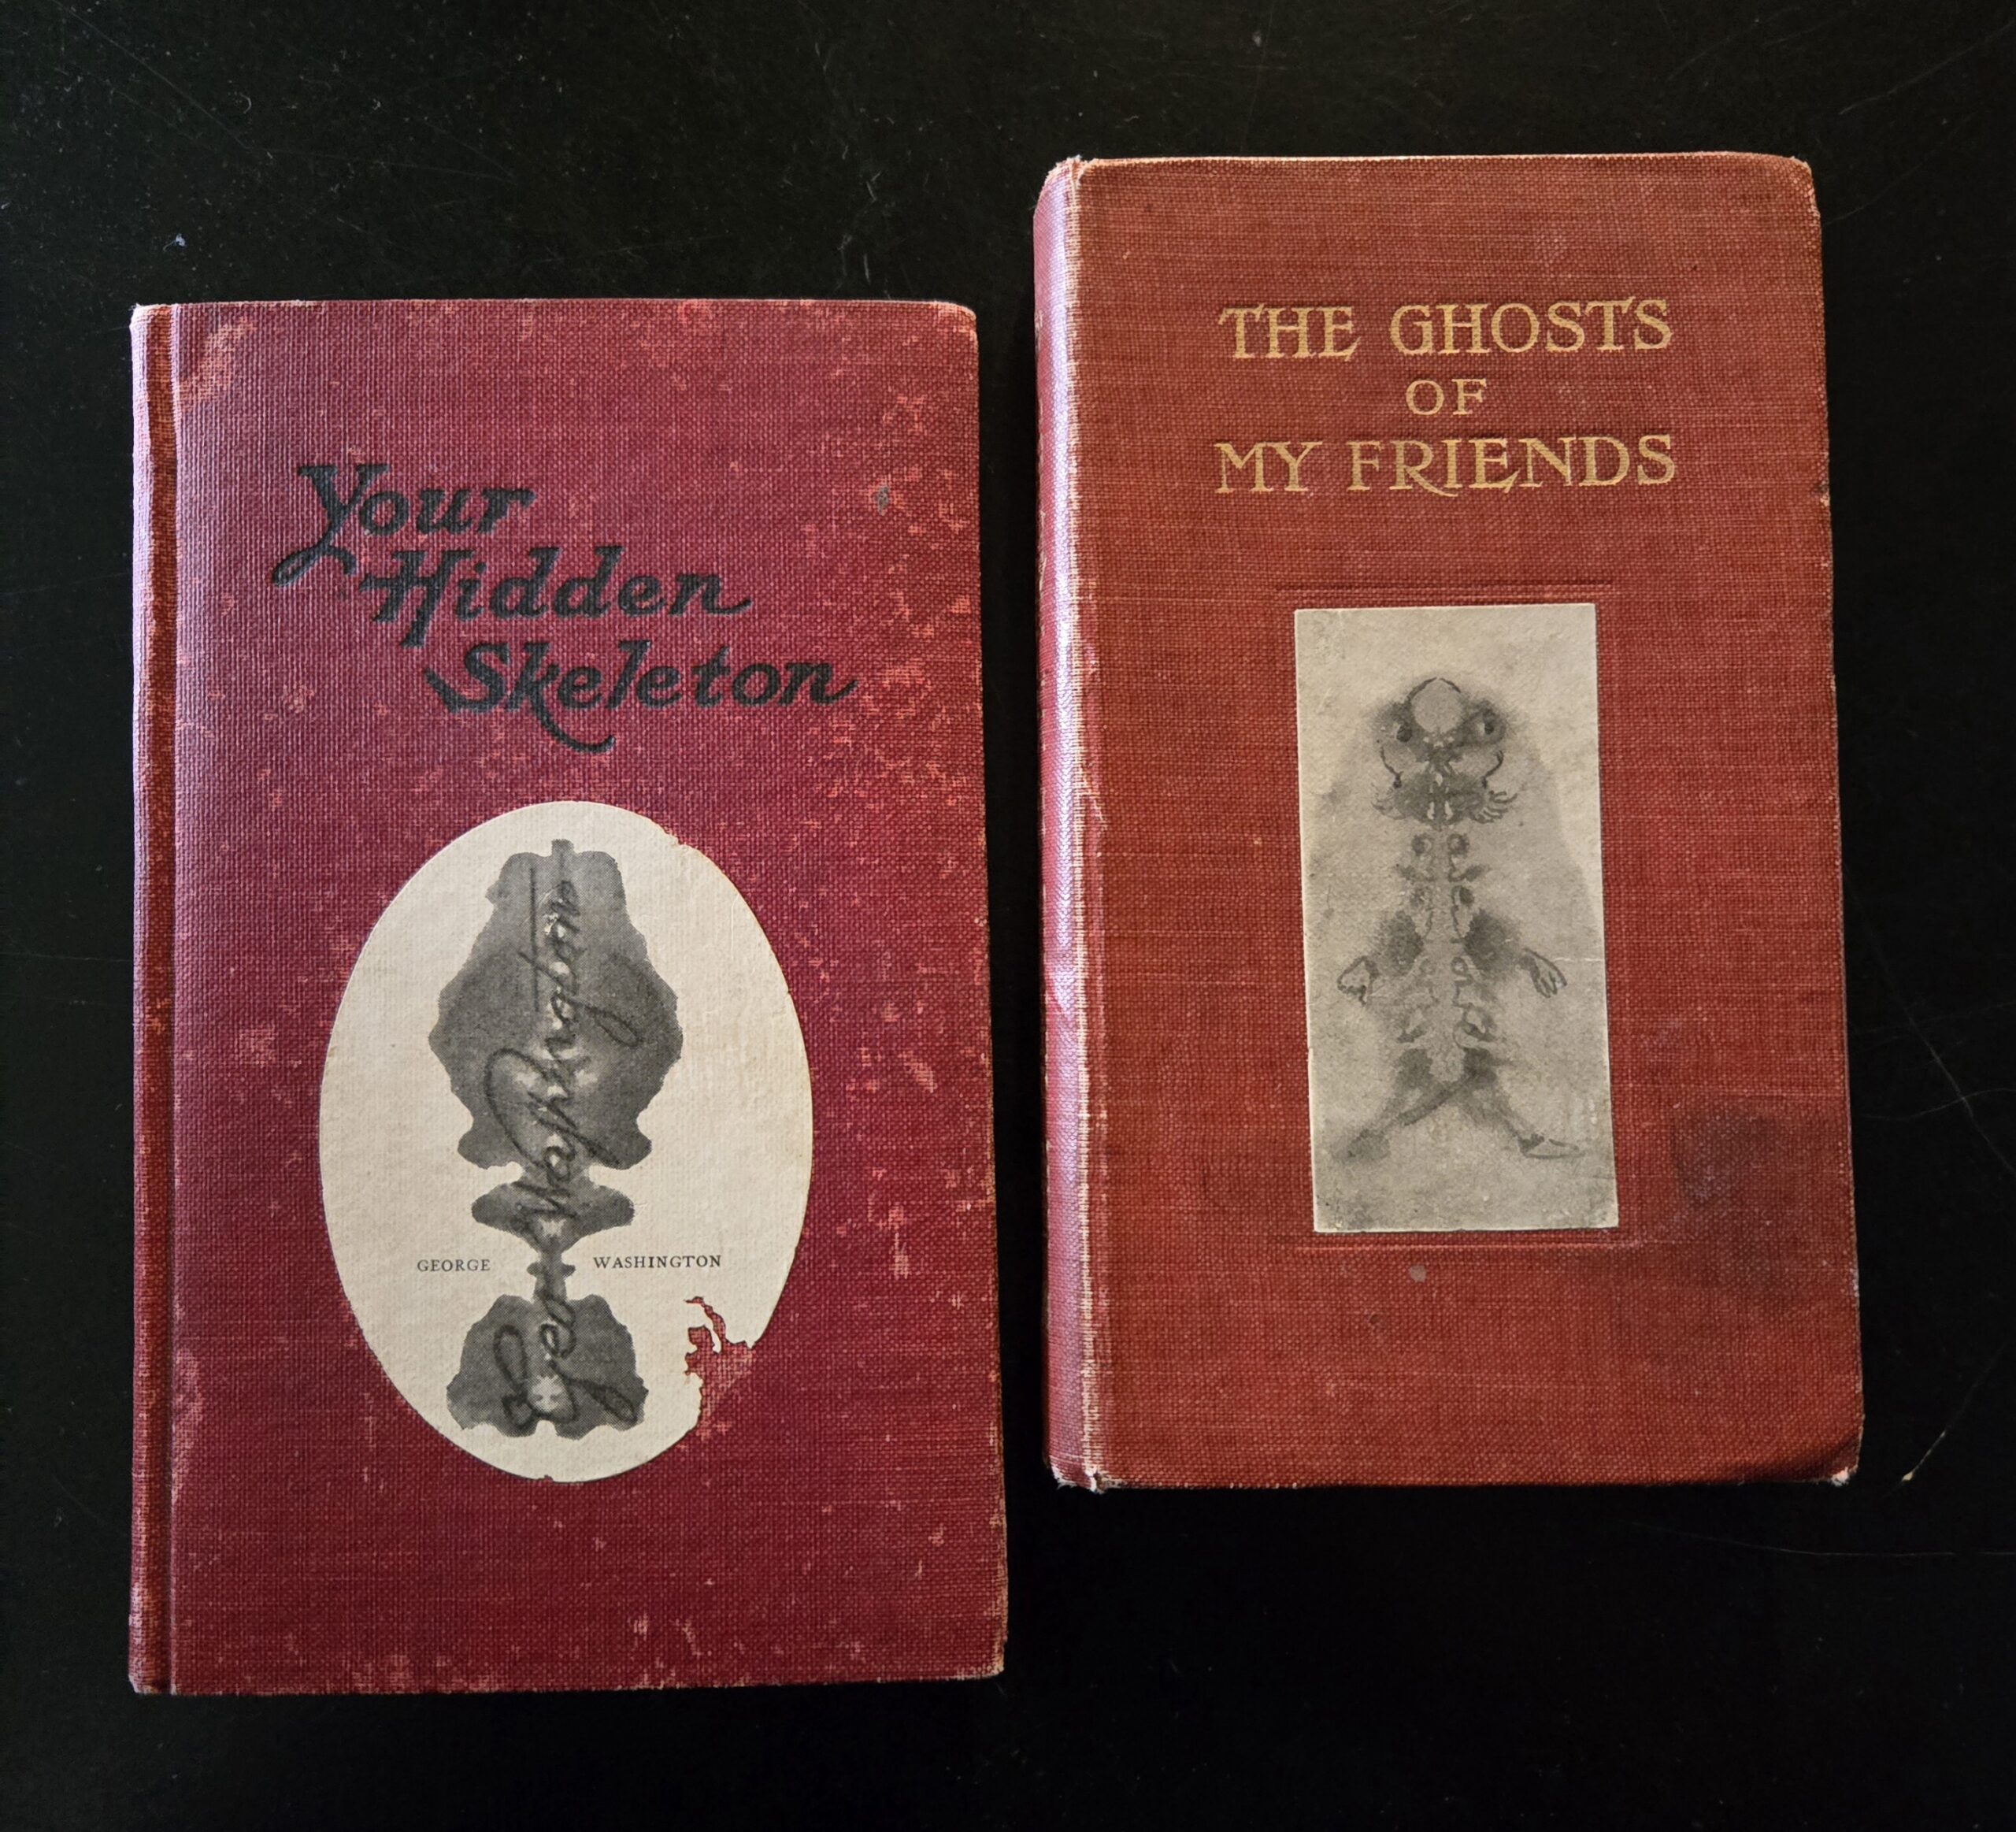 Your
Hidden
Skeleton
George Washington
GEORGE WASHINGTON
THE GHOSTS
OF
MY FRIENDS